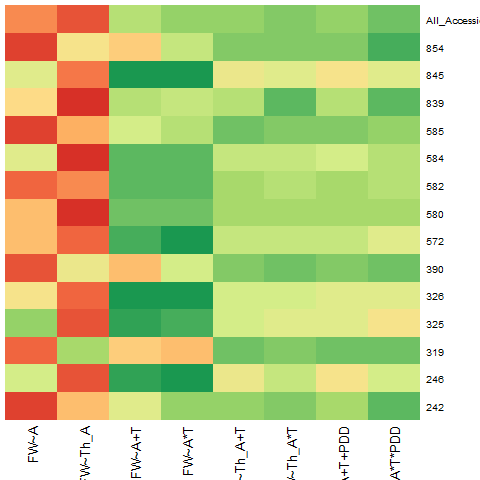 All_Accessi
854
845
839
585
584
582
580
572
390
326
325
319
246
242
FW~A
FW~Th_A
FW~A+T
FW~A*T
~Th_A+T
~Th_A*T
A+T+PDD
A*T*PDD